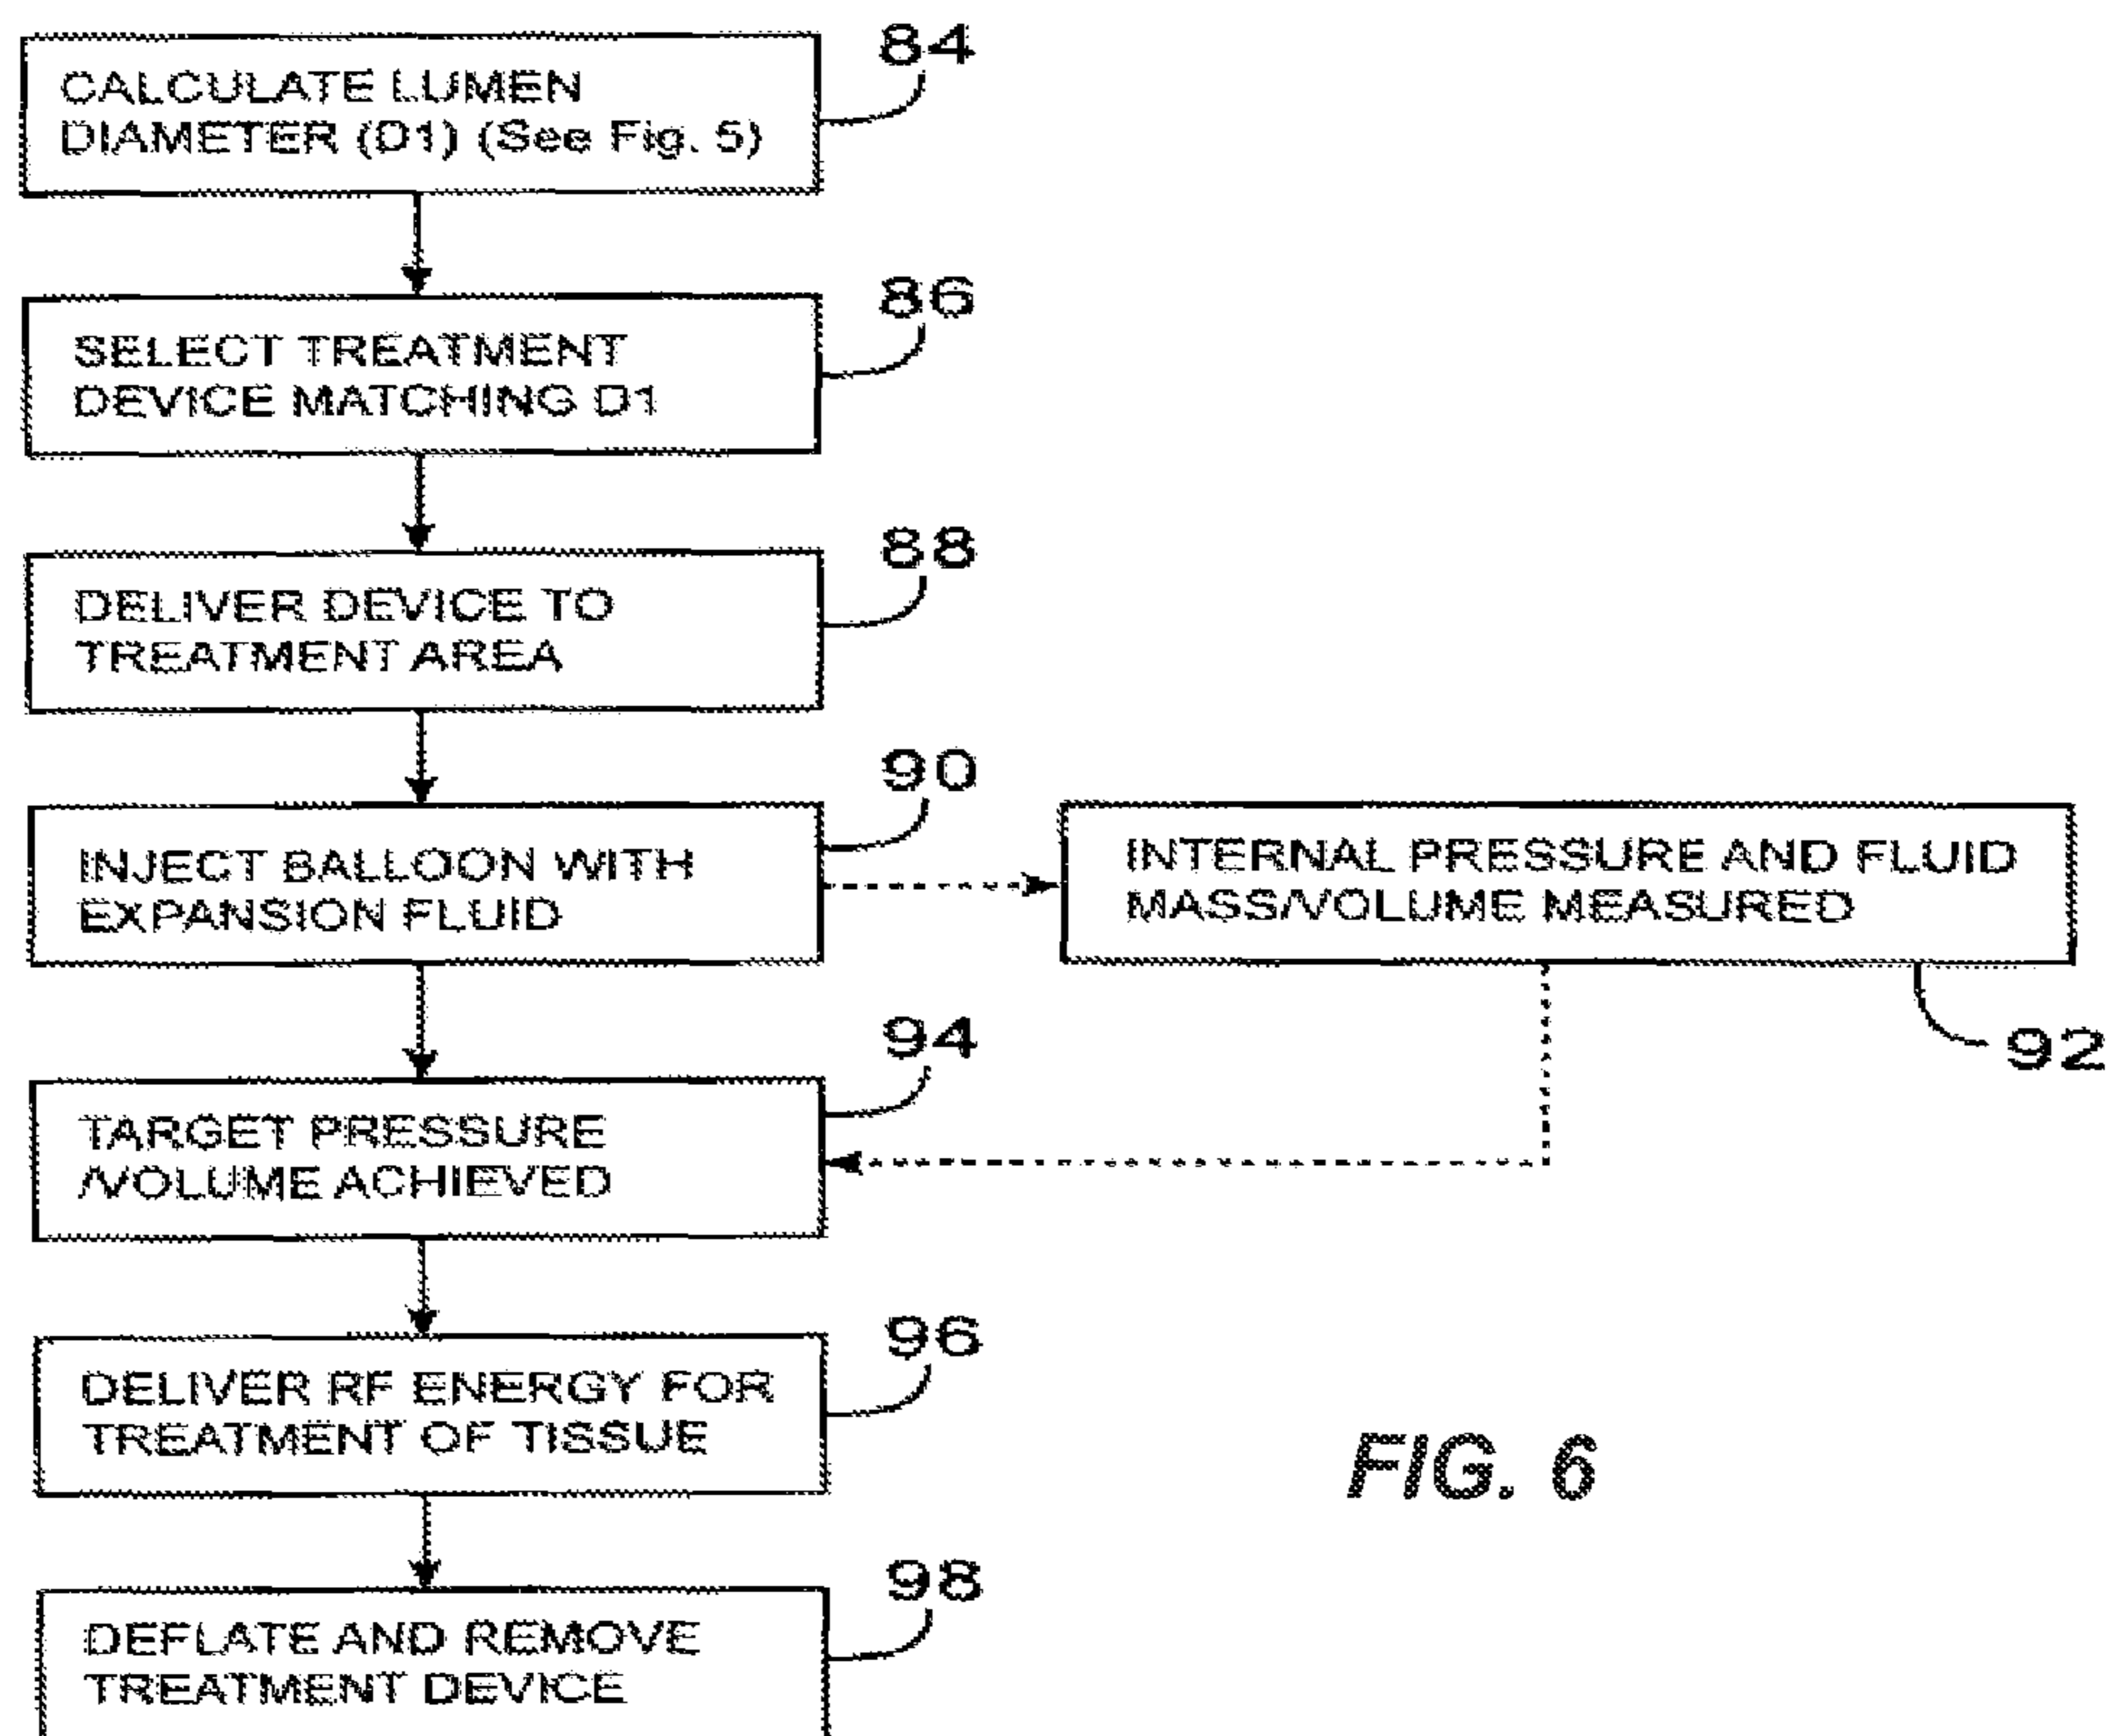 84
CALCULATE LUMEN
DIAMETER (D1) (See Fig. 5)
86
SELECT TREATMENT
DEVICE MATCHING D1
88
DELIVER DEVICE TO
TREATMENT AREA
90
INJECT BALLOON WITH
EXPANSION FLUID
INTERNAL PRESSURE AND FLUID
MASS/VOLUME MEASURED
92
94
TARGET PRESSURE
/VOLUME ACHIEVED
96
DELIVER RF ENERGY FOR
TREATMENT OF TISSUE
FIG. 6
98
DEFLATE AND REMOVE
TREATMENT DEVICE